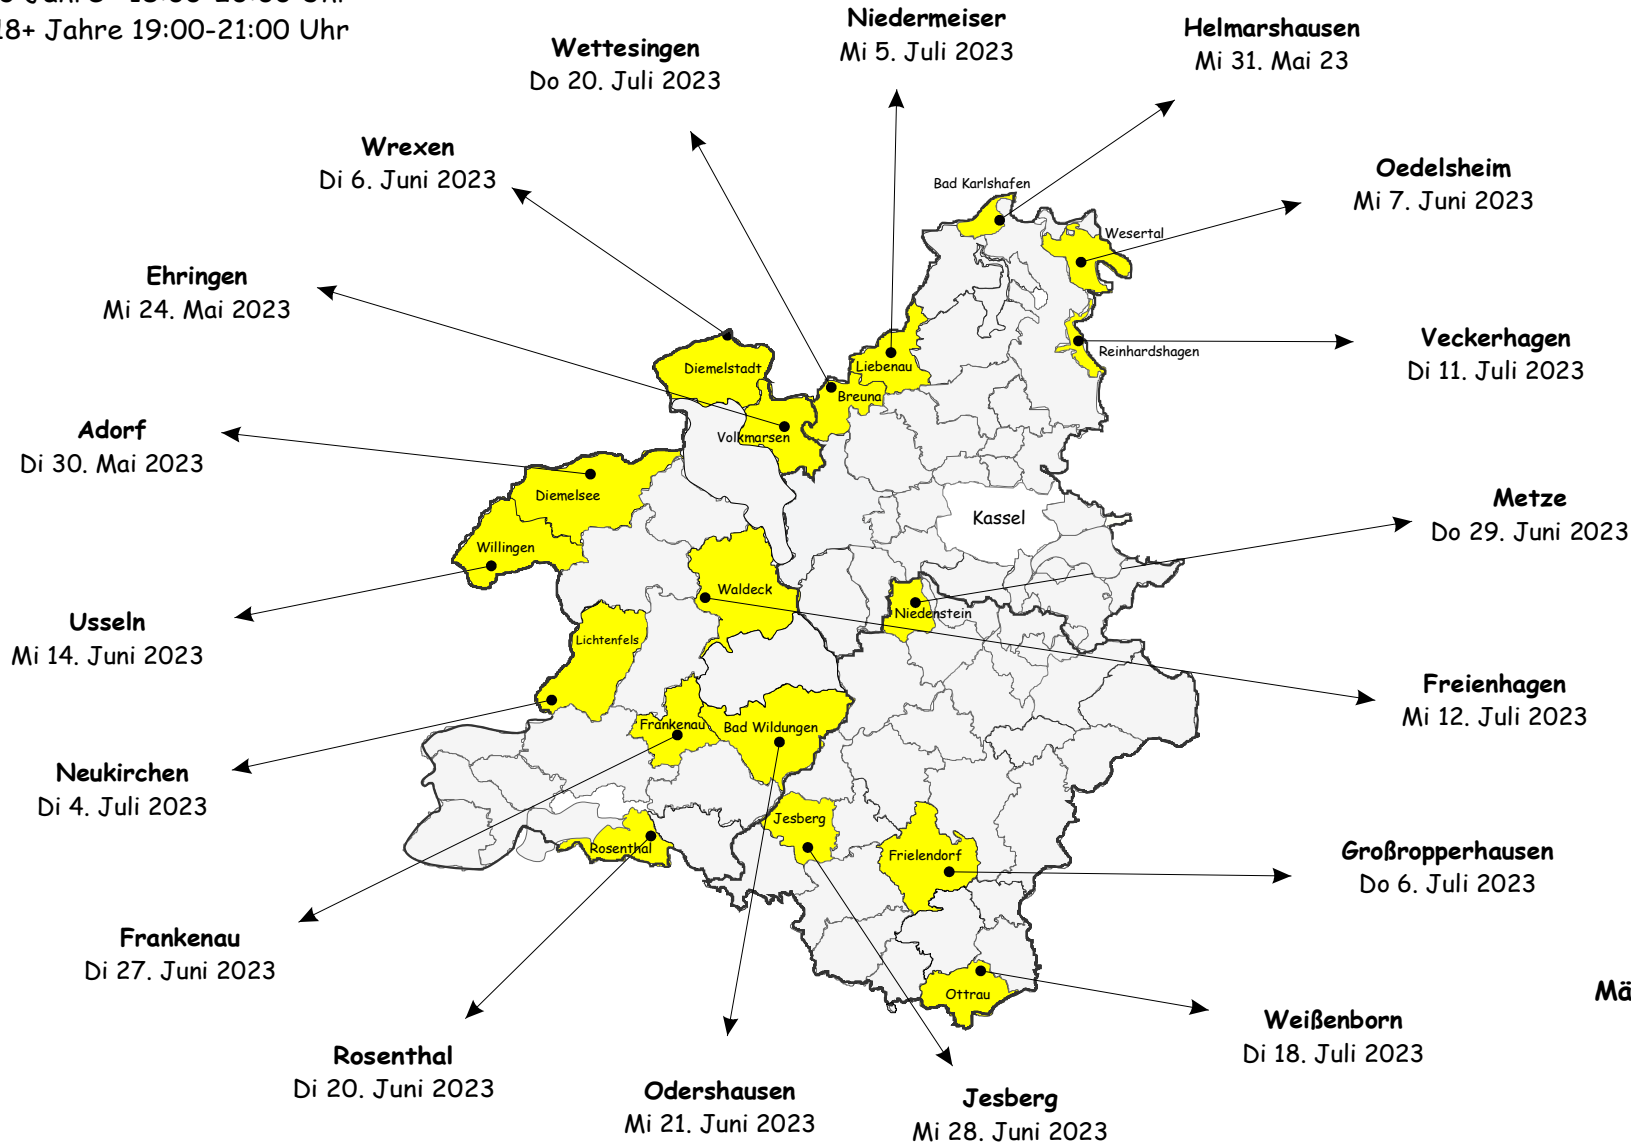 18+ Jahre 19:00-21:00 Uhr
Niedermeiser
Mi 5. Juli 2023
Helmarshausen
Mi 31. Mai 23
Wettesingen
Do 20. Juli 2023
Wrexen
Di 6. Juni 2023
Oedelsheim
Mi 7. Juni 2023
Bad Karlshafen
Wesertal
Ehringen
Mi 24. Mai 2023
Veckerhagen
Di 11. Juli 2023
Reinhardshagen
Diemelstadt
Liebenau
Breuna
Volkmarsen
Adorf
Di 30. Mai 2023
Diemelsee
Metze
Do 29. Juni 2023
Kassel
Willingen
Waldeck
Niedenstein
Usseln
Mi 14. Juni 2023
Lichtenfels
Freienhagen
Mi 12. Juli 2023
Frankenau
Bad Wildungen
Neukirchen
Di 4. Juli 2023
Jesberg
Rosenthal
Frielendorf
Großropperhausen
Do 6. Juli 2023
Frankenau
Di 27. Juni 2023
Ottrau
Weißenborn
Di 18. Juli 2023
Rosenthal
Di 20. Juni 2023
Odershausen
Mi 21. Juni 2023
Jesberg
Mi 28. Juni 2023